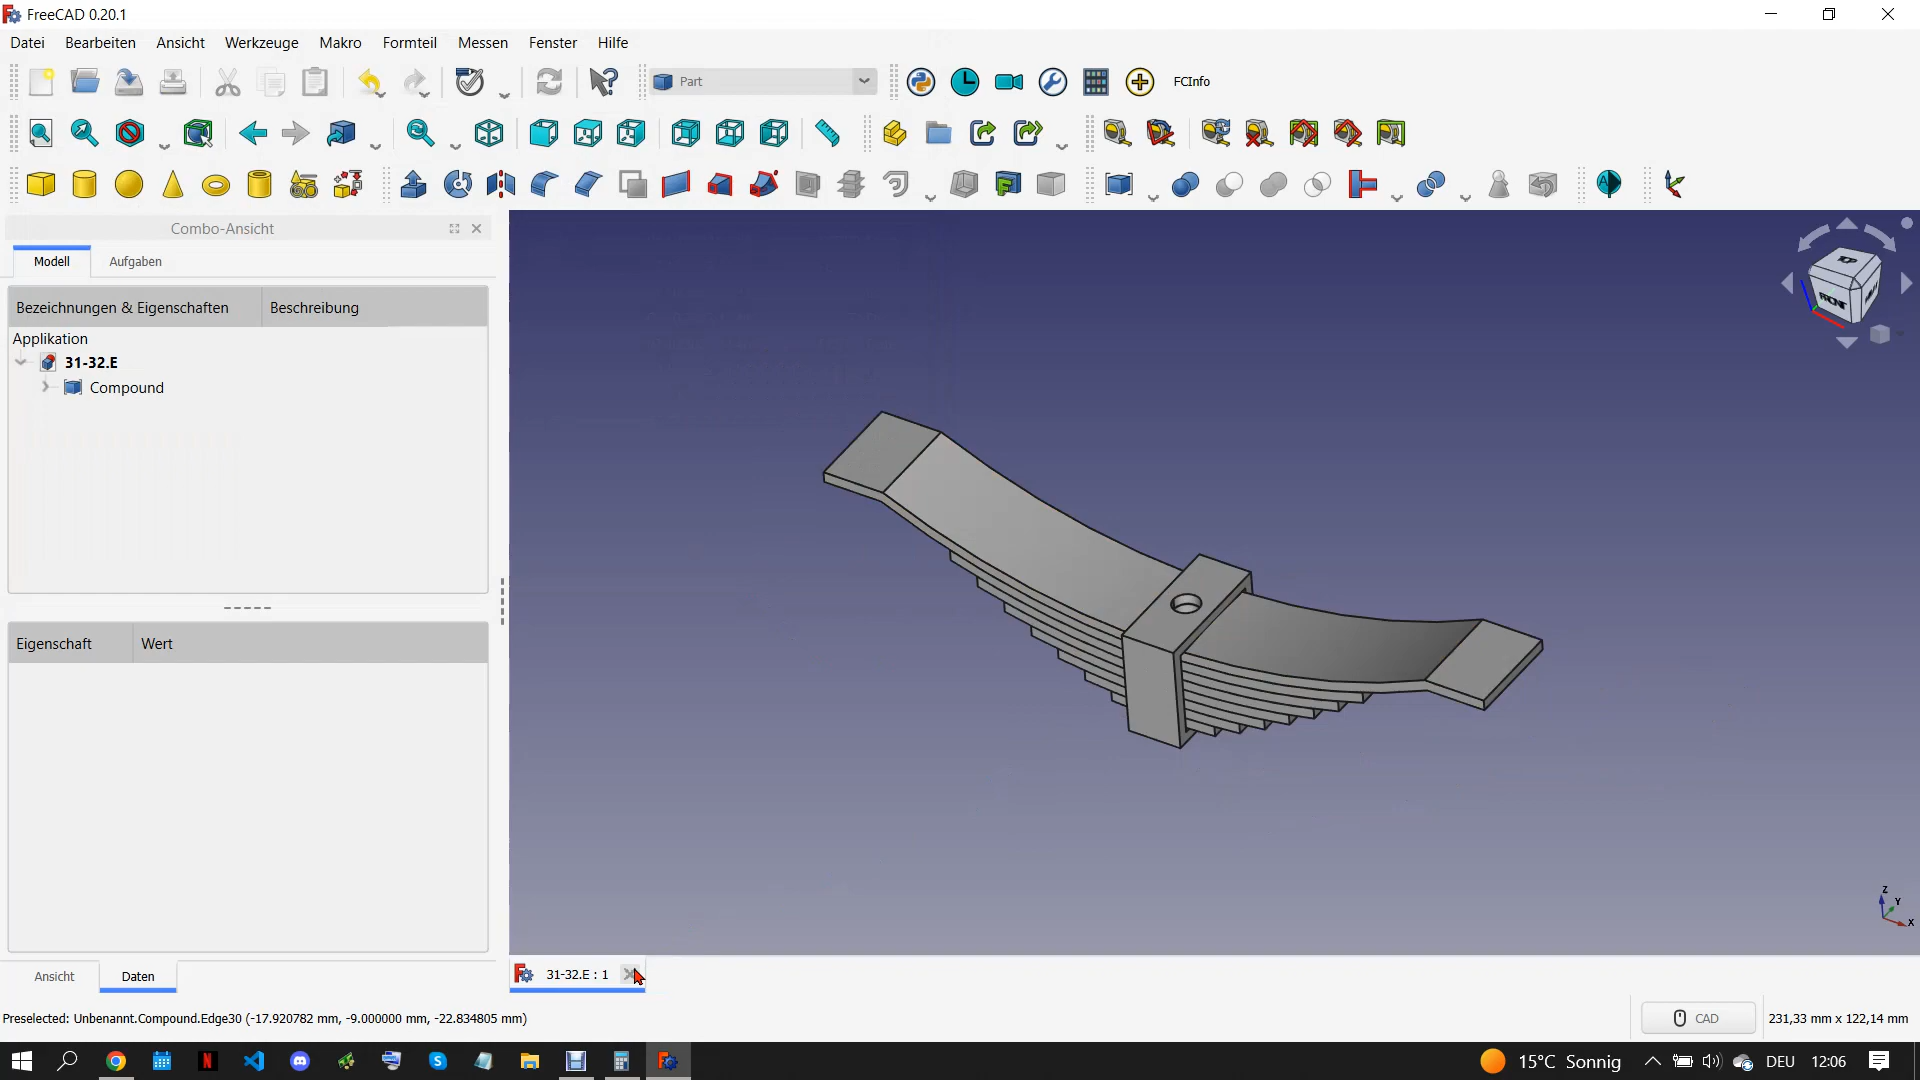 FreeCAD 0.20.1
Datei Bearbeiten Ansicht Werkzeuge Makro Formteil Messen Fenster Hilfe
Part
FCInfo
Combo-Ansicht
Modell Aufgaben
Bezeichnungen & Eigenschaften Beschreibung
Applikation
31-32.E
Compound
TOP
FRONT
Eigenschaft Wert
Z
Y
X
Ansicht Daten
31-32.E : 1
Preselected: Unbenannt.Compound.Edge30 (-17.920782 mm, -9.000000 mm, -22.834805 mm)
CAD
231,33 mm x 122,14 mm
15°C Sonnig
DEU
12:06